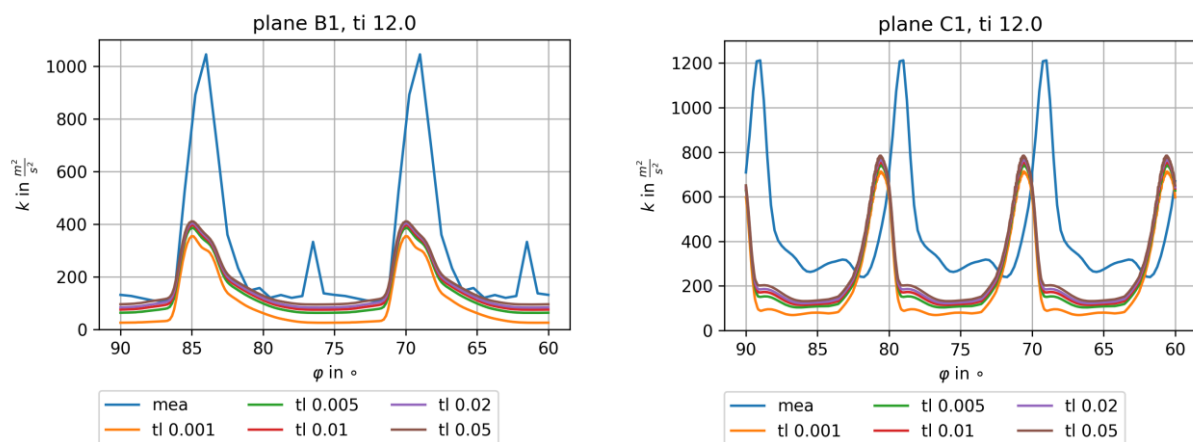 plane B1, ti 12.0
k in m²/s²
1000
800
600
400
200
0
90 85 80 75 70 65 60
φ in ∘
mea tl 0.005 tl 0.02
tl 0.001 tl 0.01 tl 0.05
plane C1, ti 12.0
k in m²/s²
1200
1000
800
600
400
200
0
90 85 80 75 70 65 60
φ in ∘
mea tl 0.005 tl 0.02
tl 0.001 tl 0.01 tl 0.05